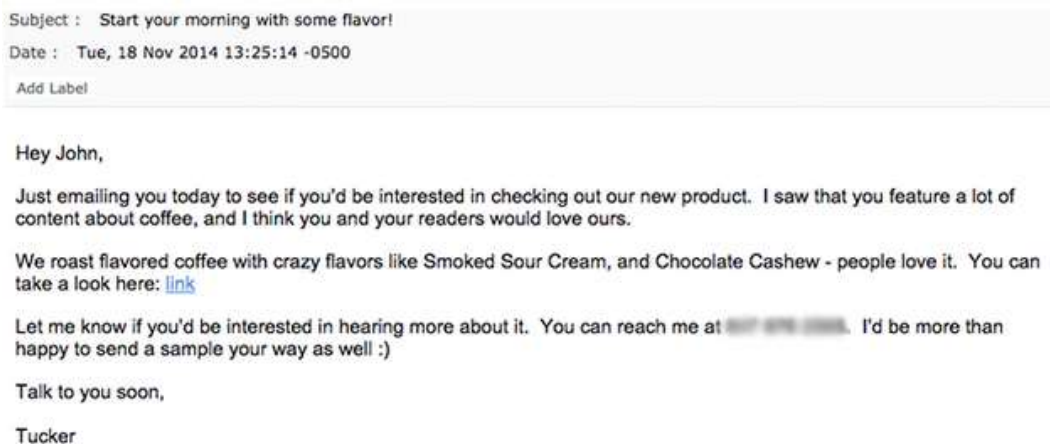 Subject : Start your morning with some flavor!
Date : Tue, 18 Nov 2014 13:25:14 -0500
Add Label
Hey John,
Just emailing you today to see if you'd be interested in checking out our new product. I saw that you feature a lot of
content about coffee, and I think you and your readers would love ours.
We roast flavored coffee with crazy flavors like Smoked Sour Cream, and Chocolate Cashew - people love it. You can
take a look here: link
Let me know if you'd be interested in hearing more about it. You can reach me at . I'd be more than
happy to send a sample your way as well :)
Talk to you soon,
Tucker